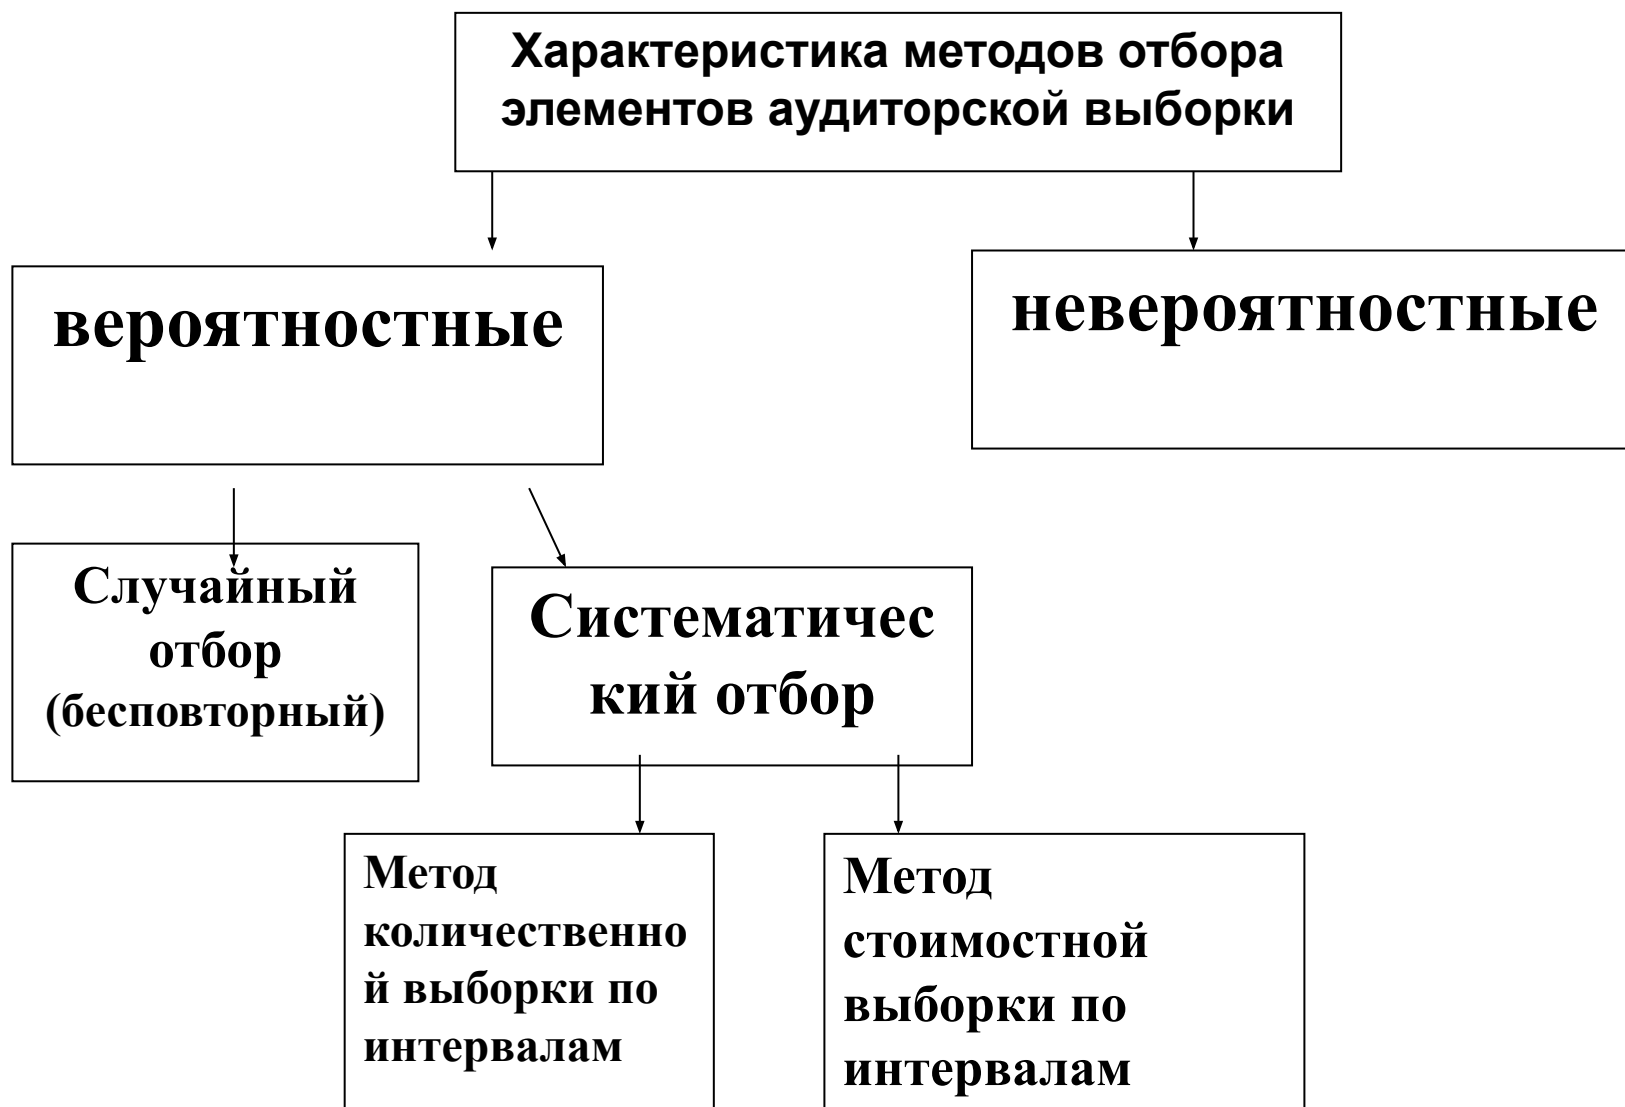 Характеристика методов отбора
элементов аудиторской выборки
вероятностные
невероятностные
Случайный
отбор
(бесповторный)
Систематичес
кий отбор
Метод
количественно
й выборки по
интервалам
Метод
стоимостной
выборки по
интервалам